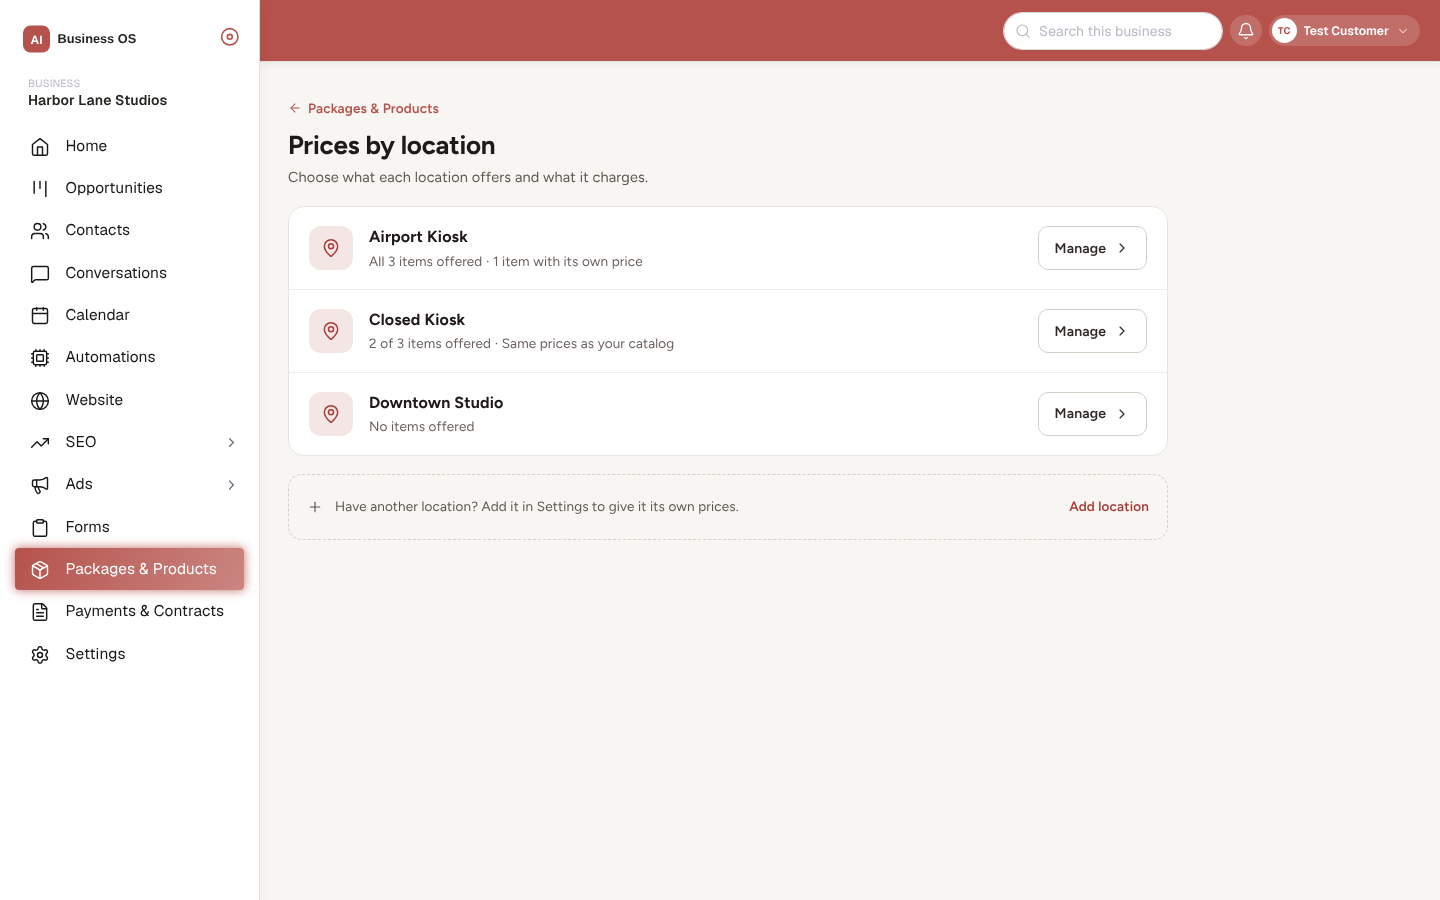 AI Business OS
BUSINESS
Harbor Lane Studios
Home
Opportunities
Contacts
Conversations
Calendar
Automations
Website
SEO
Ads
Forms
Packages & Products
Payments & Contracts
Settings
Search this business
TC Test Customer
Packages & Products
Prices by location
Choose what each location offers and what it charges.
Airport Kiosk
All 3 items offered · 1 item with its own price
Manage
Closed Kiosk
2 of 3 items offered · Same prices as your catalog
Manage
Downtown Studio
No items offered
Manage
Have another location? Add it in Settings to give it its own prices.
Add location